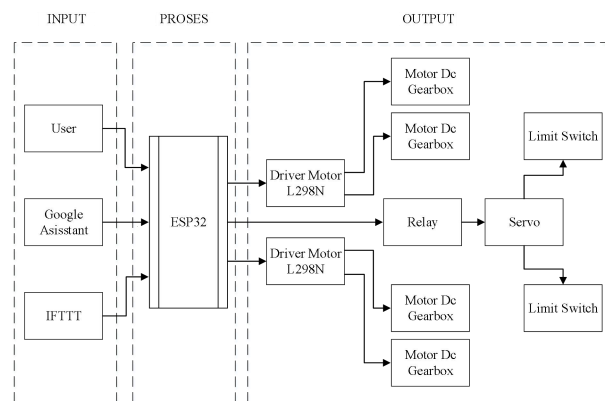 INPUT
PROSES
OUTPUT
User
Google
Asisstant
IFTTT
ESP32
Driver Motor
L298N
Driver Motor
L298N
Motor Dc
Gearbox
Motor Dc
Gearbox
Relay
Servo
Limit Switch
Limit Switch
Motor Dc
Gearbox
Motor Dc
Gearbox